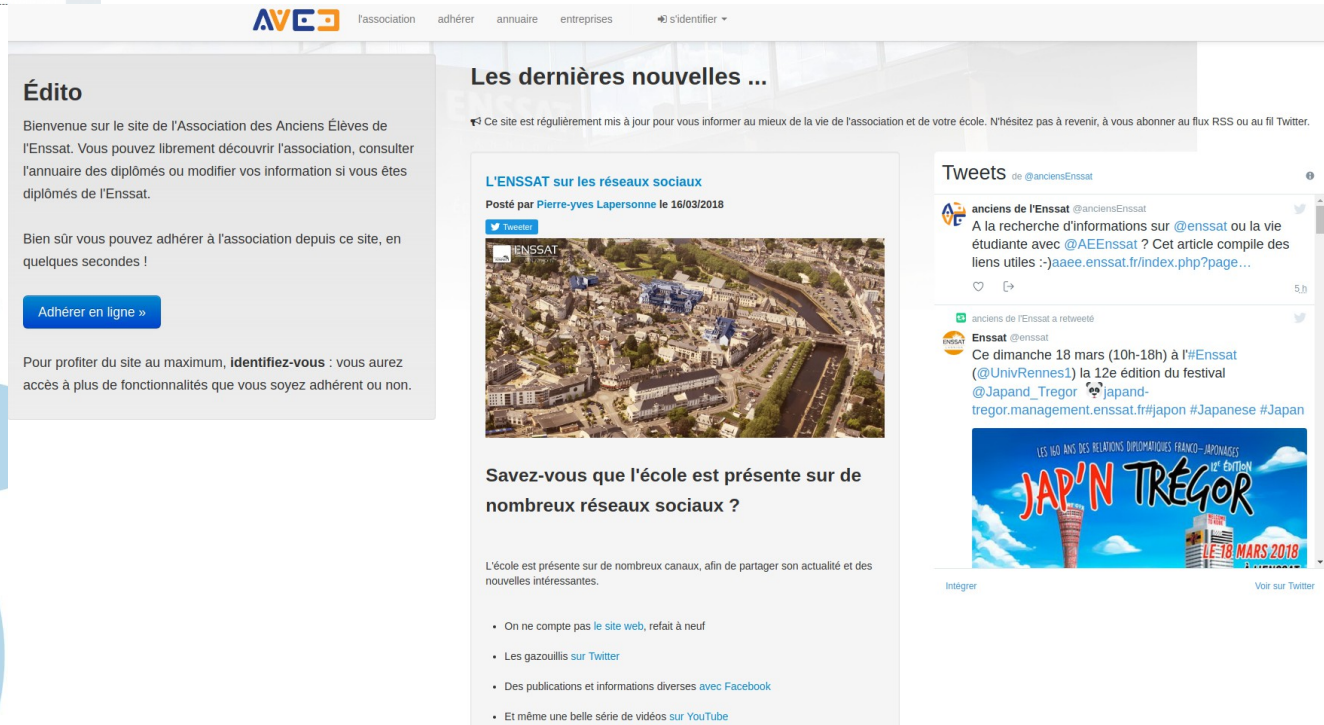 l'association adhérer annuaire entreprises s'identifier
Édito
Bienvenue sur le site de l'Association des Anciens Élèves de
l'Enssat. Vous pouvez librement découvrir l'association, consulter
l'annuaire des diplômés ou modifier vos information si vous êtes
diplômés de l'Enssat.
Bien sûr vous pouvez adhérer à l'association depuis ce site, en
quelques secondes !
Adhérer en ligne »
Pour profiter du site au maximum, identifiez-vous : vous aurez
accès à plus de fonctionnalités que vous soyez adhérent ou non.
Les dernières nouvelles ...
ENSSAT
Ce site est régulièrement mis à jour pour vous informer au mieux de la vie de l'association et de votre école. N'hésitez pas à revenir, à vous abonner au flux RSS ou au fil Twitter.
L'ENSSAT sur les réseaux sociaux
Posté par Pierre-yves Lapersonne le 16/03/2018
Tweeter
ENSSAT
Savez-vous que l'école est présente sur de
nombreux réseaux sociaux ?
L'école est présente sur de nombreux canaux, afin de partager son actualité et des
nouvelles intéressantes.
• On ne compte pas le site web, refait à neuf
• Les gazouillis sur Twitter
• Des publications et informations diverses avec Facebook
• Et même une belle série de vidéos sur YouTube
Tweets de @anciensEnssat
anciens de l'Enssat @anciensEnssat
A la recherche d'informations sur @enssat ou la vie
étudiante avec @AEEnssat ? Cet article compile des
liens utiles :-)aaee.enssat.fr/index.php?page…
5 h
anciens de l'Enssat a retweeté
ENSSAT
Enssat @enssat
Ce dimanche 18 mars (10h-18h) à l'#Enssat
(@UnivRennes1) la 12e édition du festival
@Japand_Tregor japand-
tregor.management.enssat.fr#japon #Japanese #Japan
LES 160 ANS DES RELATIONS DIPLOMATIQUES FRANCO-JAPONAISES
12e ÉDITION
JAP'N TRÉGOR
LE 18 MARS 2018
À L'ENSSAT
Intégrer
Voir sur Twitter